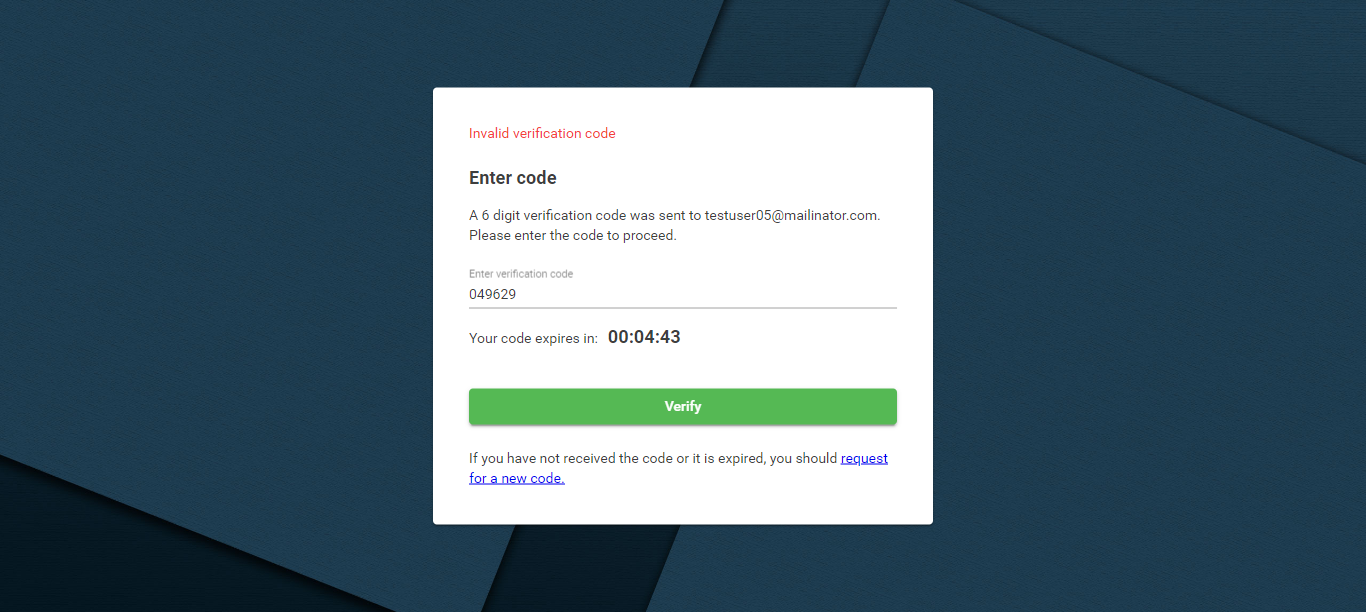 Invalid verification code
Enter code
A 6 digit verification code was sent to testuser05@mailinator.com.
Please enter the code to proceed.
Enter verification code
049629
Your code expires in: 00:04:43
Verify
If you have not received the code or it is expired, you should request
for a new code.